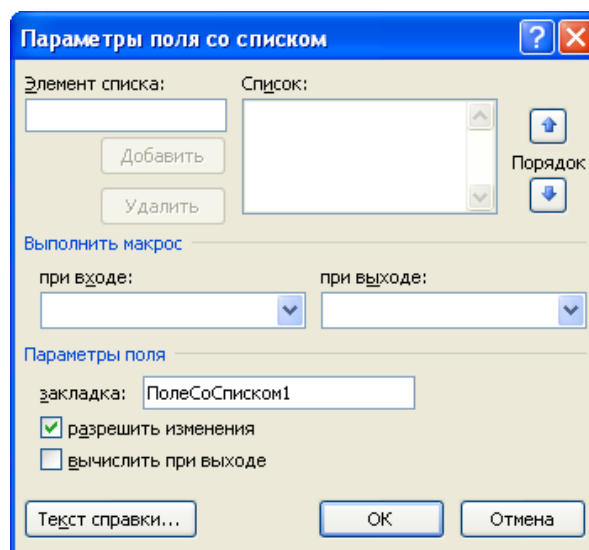 Параметры поля со списком
Элемент списка: Список:
Добавить
Порядок
Удалить
Выполнить макрос
при входе: при выходе:
Параметры поля
закладка: ПолеСоСписком1
разрешить изменения
вычислить при выходе
Текст справки... ОК Отмена